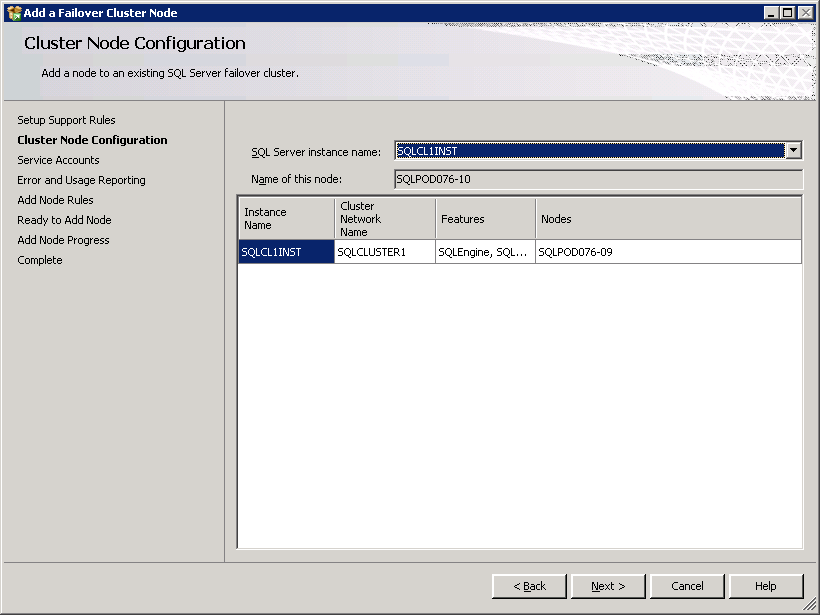 Add a Failover Cluster Node
Cluster Node Configuration
Add a node to an existing SQL Server failover cluster.
Setup Support Rules
Cluster Node Configuration
Service Accounts
Error and Usage Reporting
Add Node Rules
Ready to Add Node
Add Node Progress
Complete
SQL Server instance name: SQLCL1INST
Name of this node: SQLPOD076-10
Instance Name Cluster Network Name Features Nodes
SQLCL1INST SQLCLUSTER1 SQLEngine, SQL... SQLPOD076-09
< Back Next > Cancel Help